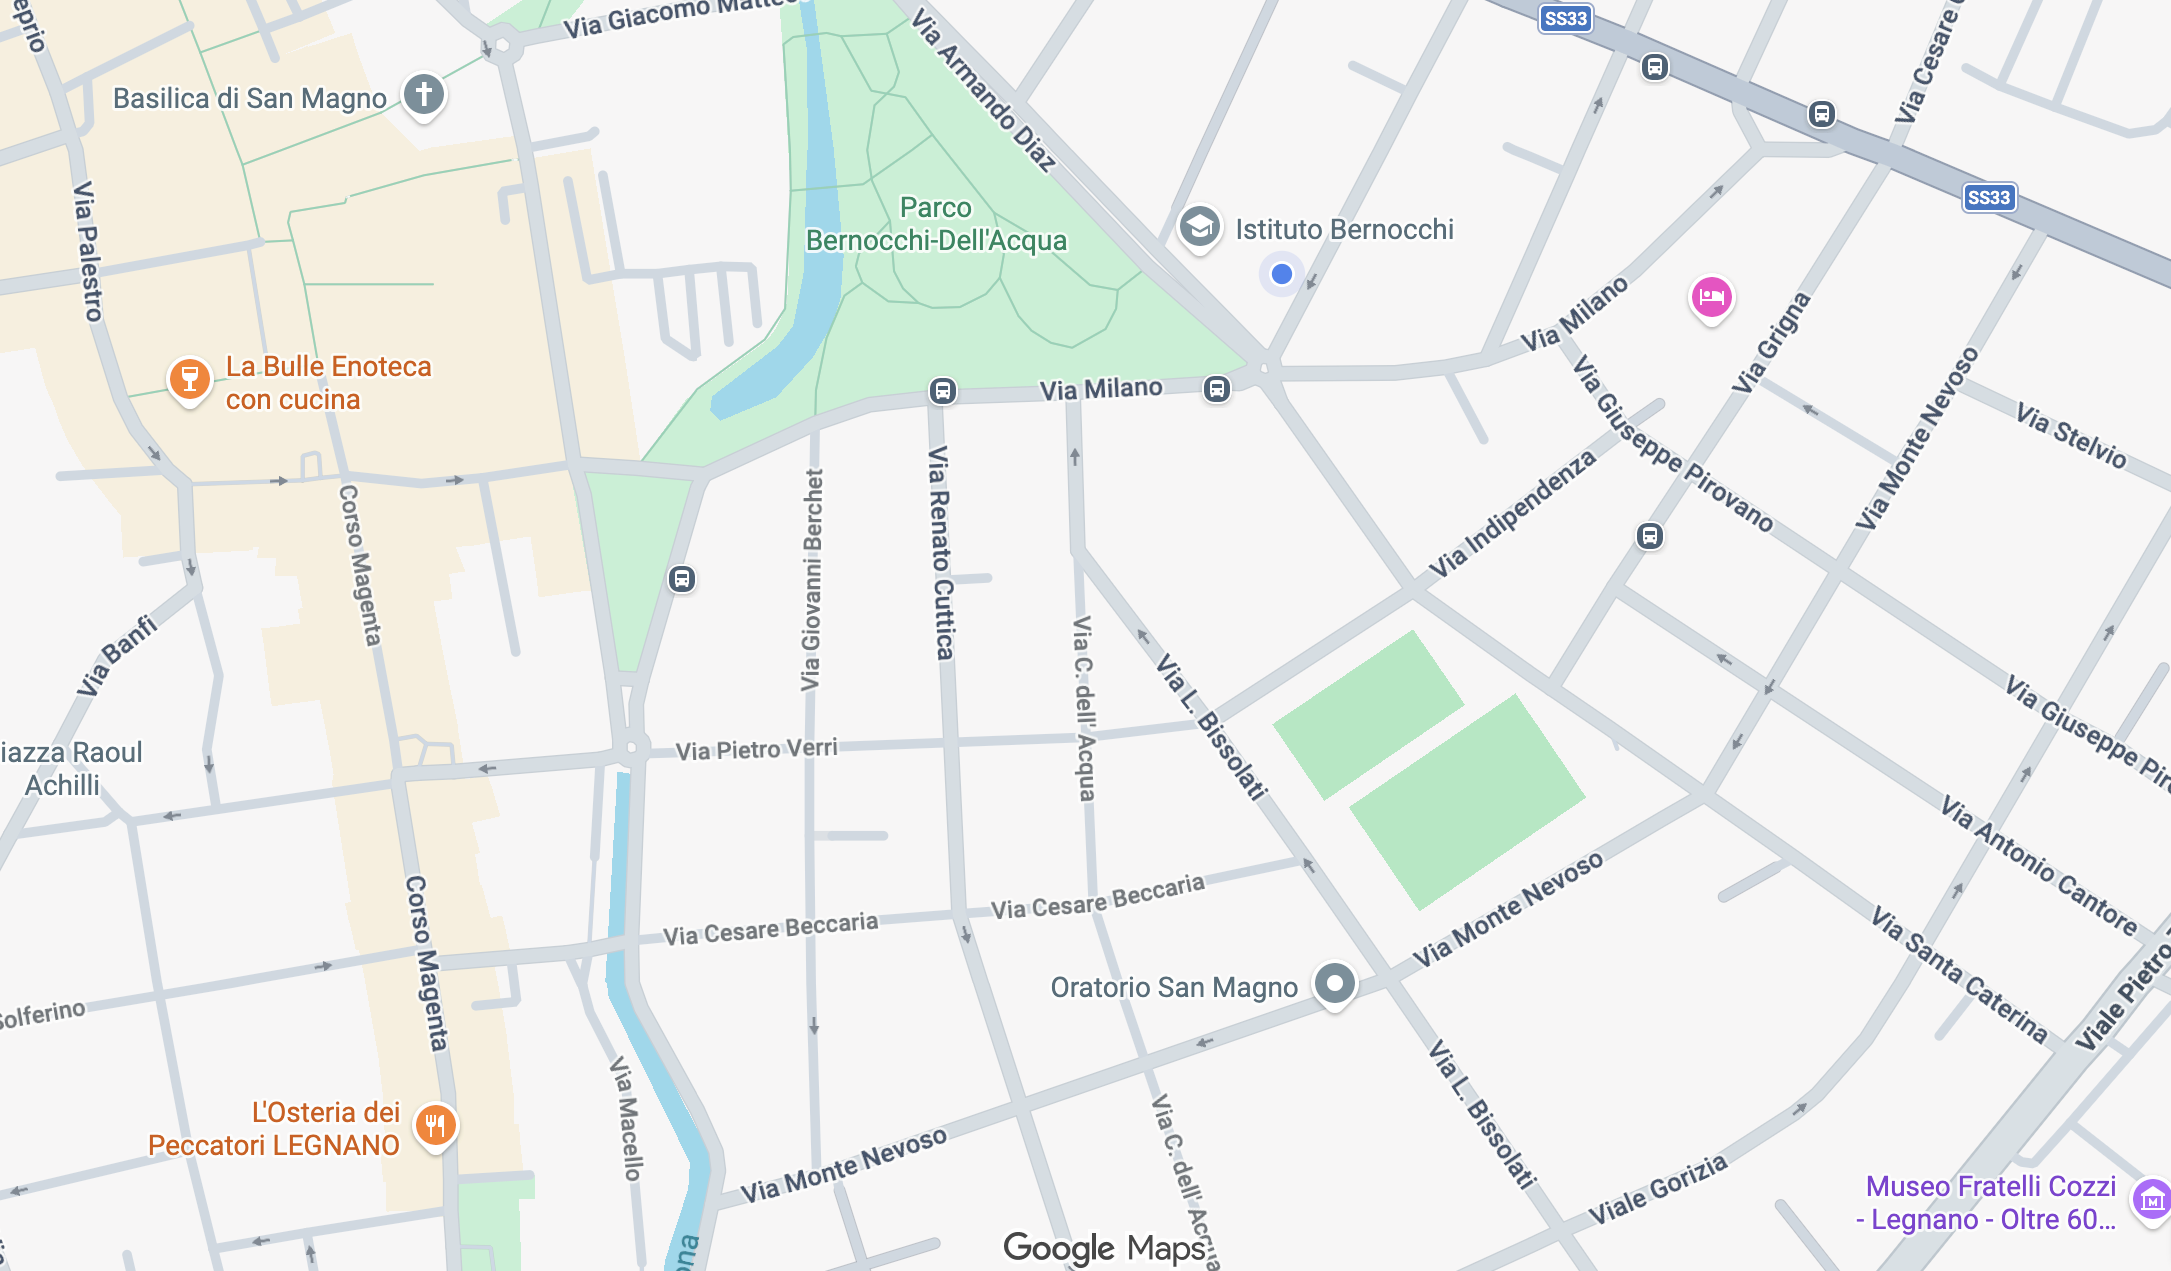 eprio
Via Giacomo Matteo
SS33
Via Cesare
Basilica di San Magno
Via Armando Diaz
SS33
Via Palestro
Parco
Bernocchi-Dell'Acqua
Istituto Bernocchi
Via Milano
Via Milano
Via Grigna
La Bulle Enoteca
con cucina
Via Giuseppe Pirovano
Via Monte Nevoso
Via Stelvio
Via Indipendenza
Corso Magenta
Via Giovanni Berchet
Via Renato Cuttica
Via Banfi
Via C. dell' Acqua
Via L. Bissolati
Via Giuseppe Piro
iazza Raoul
Achilli
Via Pietro Verri
Via Antonio Cantore
Corso Magenta
Via Cesare Beccaria
Via Cesare Beccaria
Via Monte Nevoso
Via Santa Caterina
Viale Pietro
Solferino
Oratorio San Magno
Via Macello
L'Osteria dei
Peccatori LEGNANO
Via Monte Nevoso
Via C. dell' Acqua
Via L. Bissolati
Viale Gorizia
Museo Fratelli Cozzi
- Legnano - Oltre 60...
ona
Google Maps